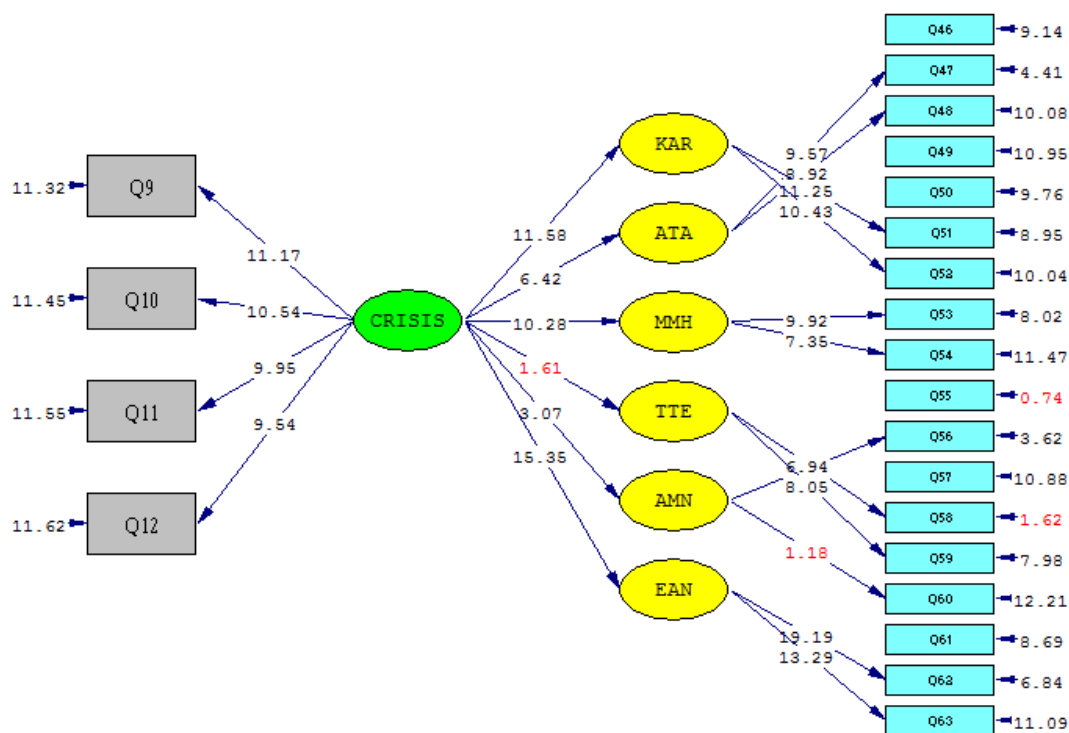 Q46
9.14
Q47
4.41
Q48
10.08
KAR
9.57
Q49
10.95
8.92
11.25
Q50
9.76
11.32
Q9
10.43
11.58
ATA
Q51
8.95
11.17
6.42
Q52
10.04
11.45
Q10
10.54
CRISIS
10.28
MMH
9.92
Q53
8.02
7.35
Q54
11.47
9.95
1.61
Q55
0.74
11.55
Q11
3.07
TTE
9.54
Q56
3.62
15.35
6.94
Q57
10.88
8.05
AMN
Q58
1.62
11.62
Q12
1.18
Q59
7.98
EAN
Q60
12.21
19.19
Q61
8.69
13.29
Q62
6.84
Q63
11.09